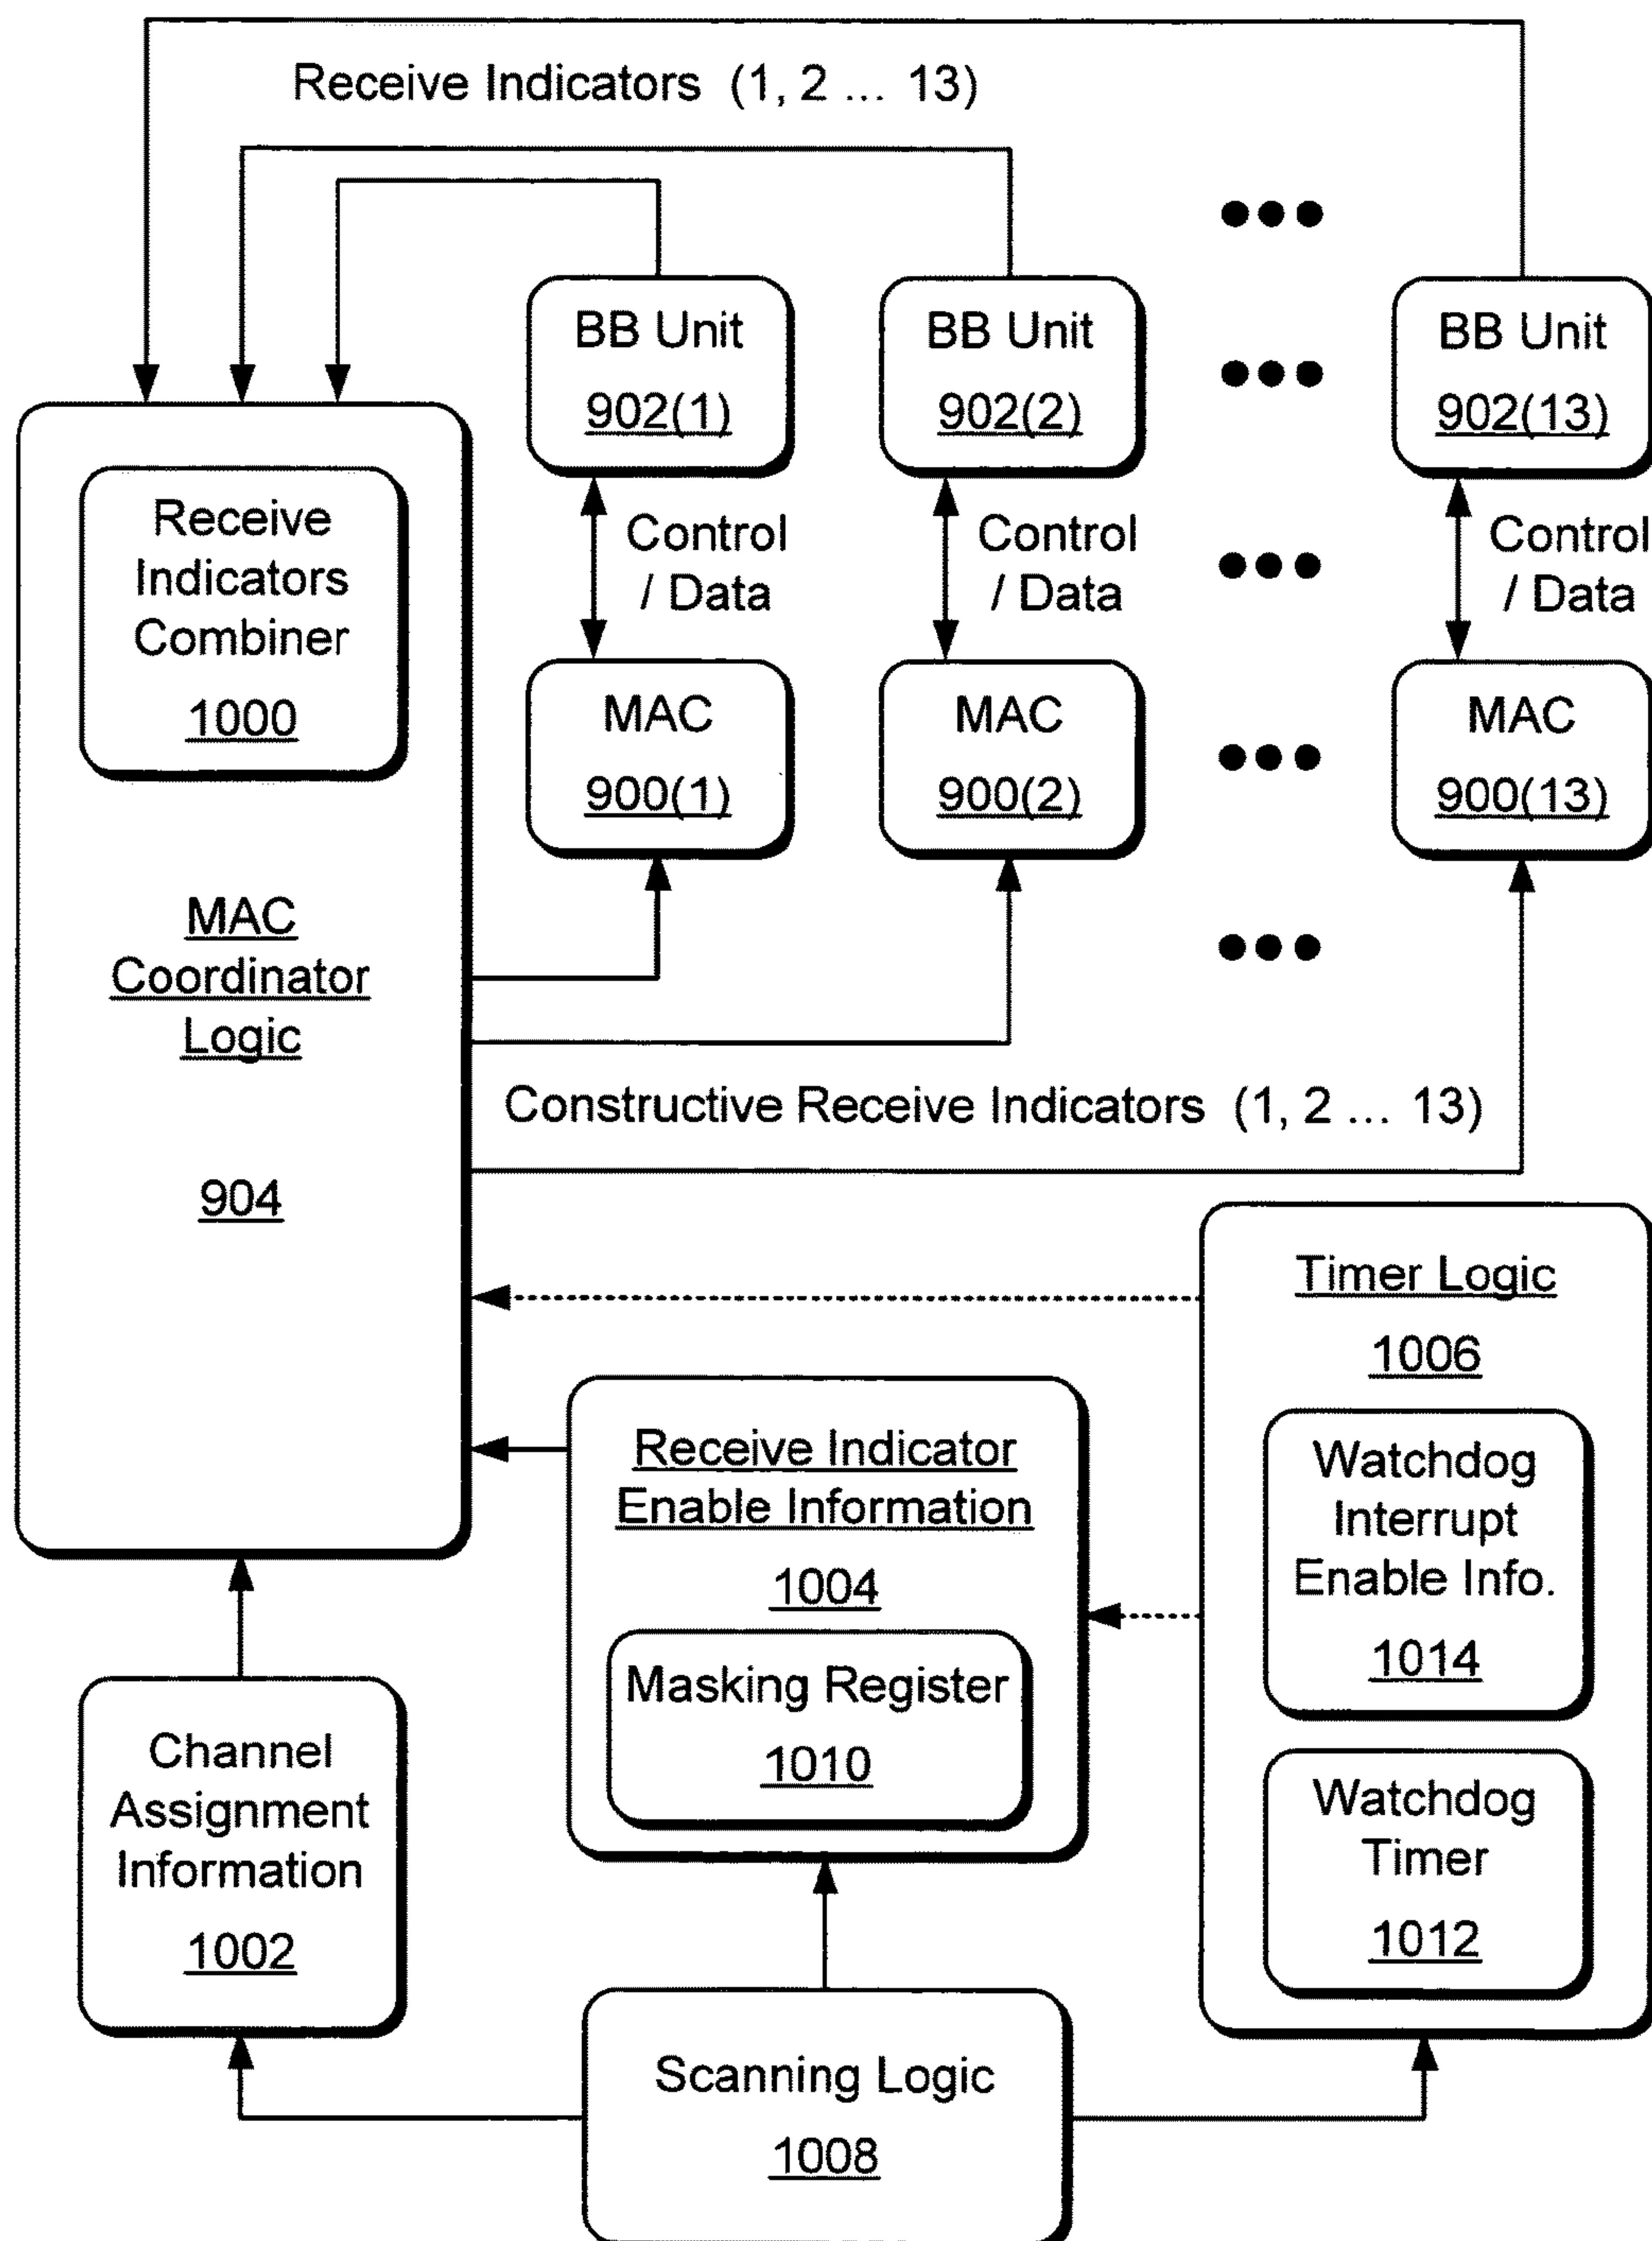 Receive Indicators (1, 2 ... 13)
BB Unit
902(1)
BB Unit
902(2)
BB Unit
902(13)
Receive
Indicators
Combiner
1000
Control
/ Data
Control
/ Data
Control
/ Data
MAC
900(1)
MAC
900(2)
MAC
900(13)
MAC
Coordinator
Logic
904
Constructive Receive Indicators (1, 2 ... 13)
Timer Logic
1006
Watchdog
Interrupt
Enable Info.
1014
Watchdog
Timer
1012
Receive Indicator
Enable Information
1004
Masking Register
1010
Channel
Assignment
Information
1002
Scanning Logic
1008